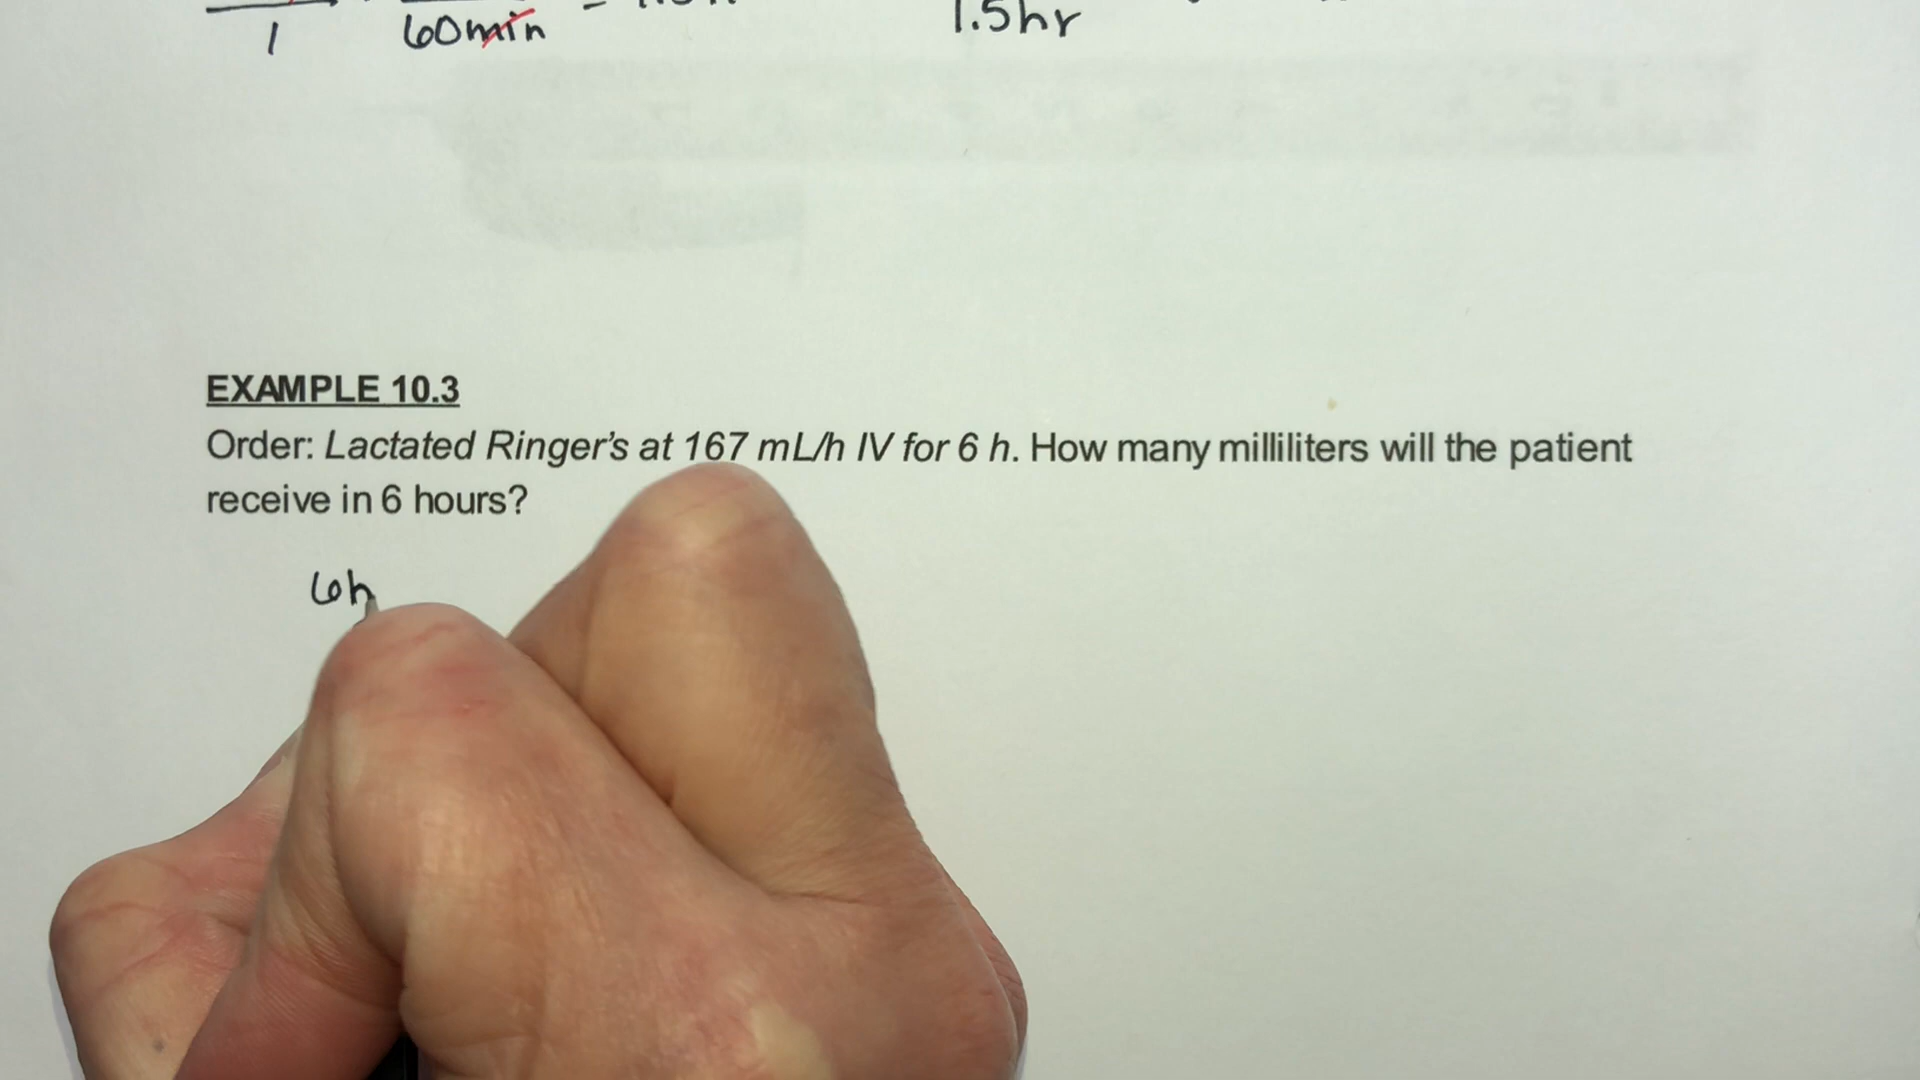 1 60min 1.5hr
EXAMPLE 10.3
Order: Lactated Ringer's at 167 mL/h IV for 6 h. How many milliliters will the patient
receive in 6 hours?
6h